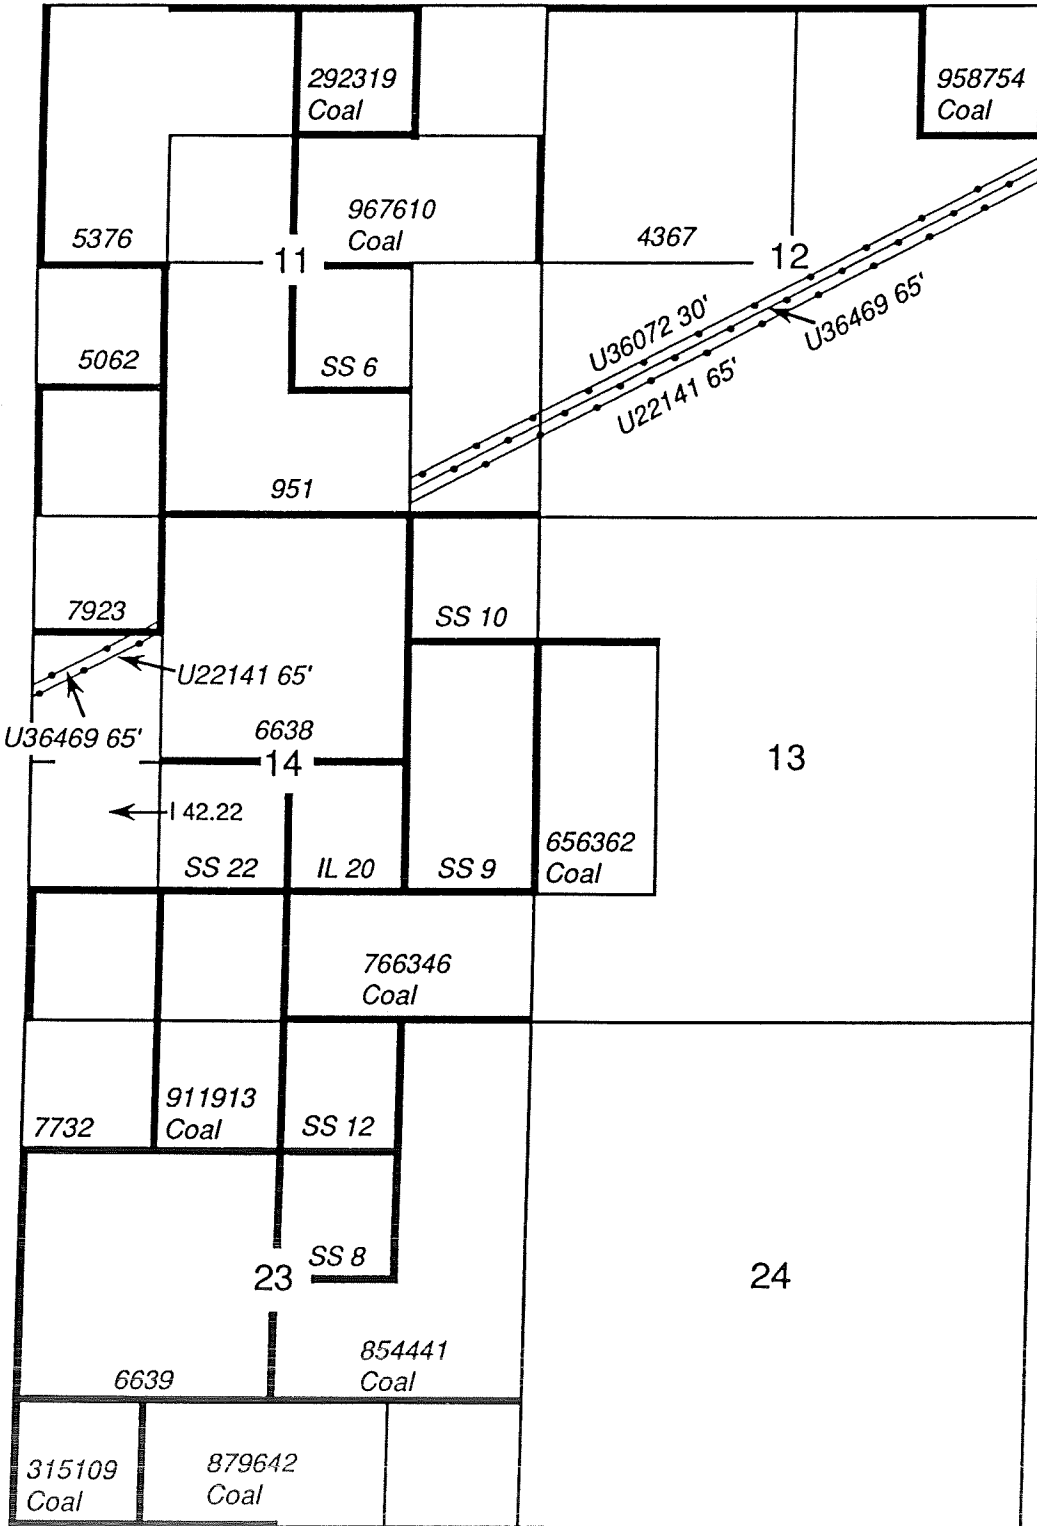 292319
Coal
958754
Coal
967610
Coal
5376
11
4367
12
U36072 30'
U36469 65'
U22141 65'
5062
SS 6
951
7923
SS 10
U22141 65'
U36469 65'
6638
14
13
I 42.22
SS 22
IL 20
SS 9
656362
Coal
766346
Coal
911913
Coal
7732
SS 12
SS 8
23
24
854441
Coal
6639
315109
Coal
879642
Coal